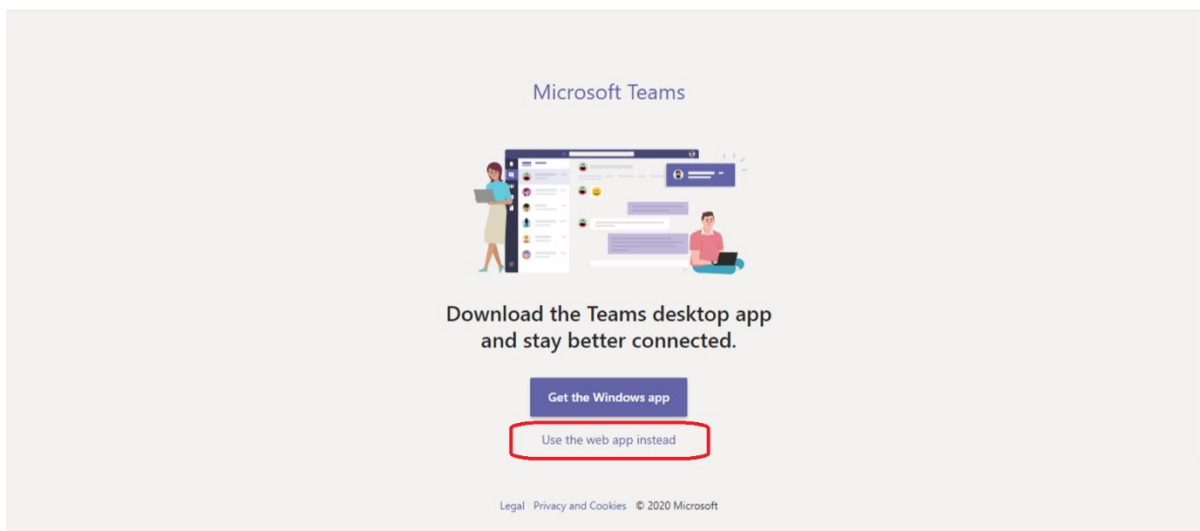 Microsoft Teams
Download the Teams desktop app
and stay better connected.
Get the Windows app
Use the web app instead
Legal Privacy and Cookies © 2020 Microsoft